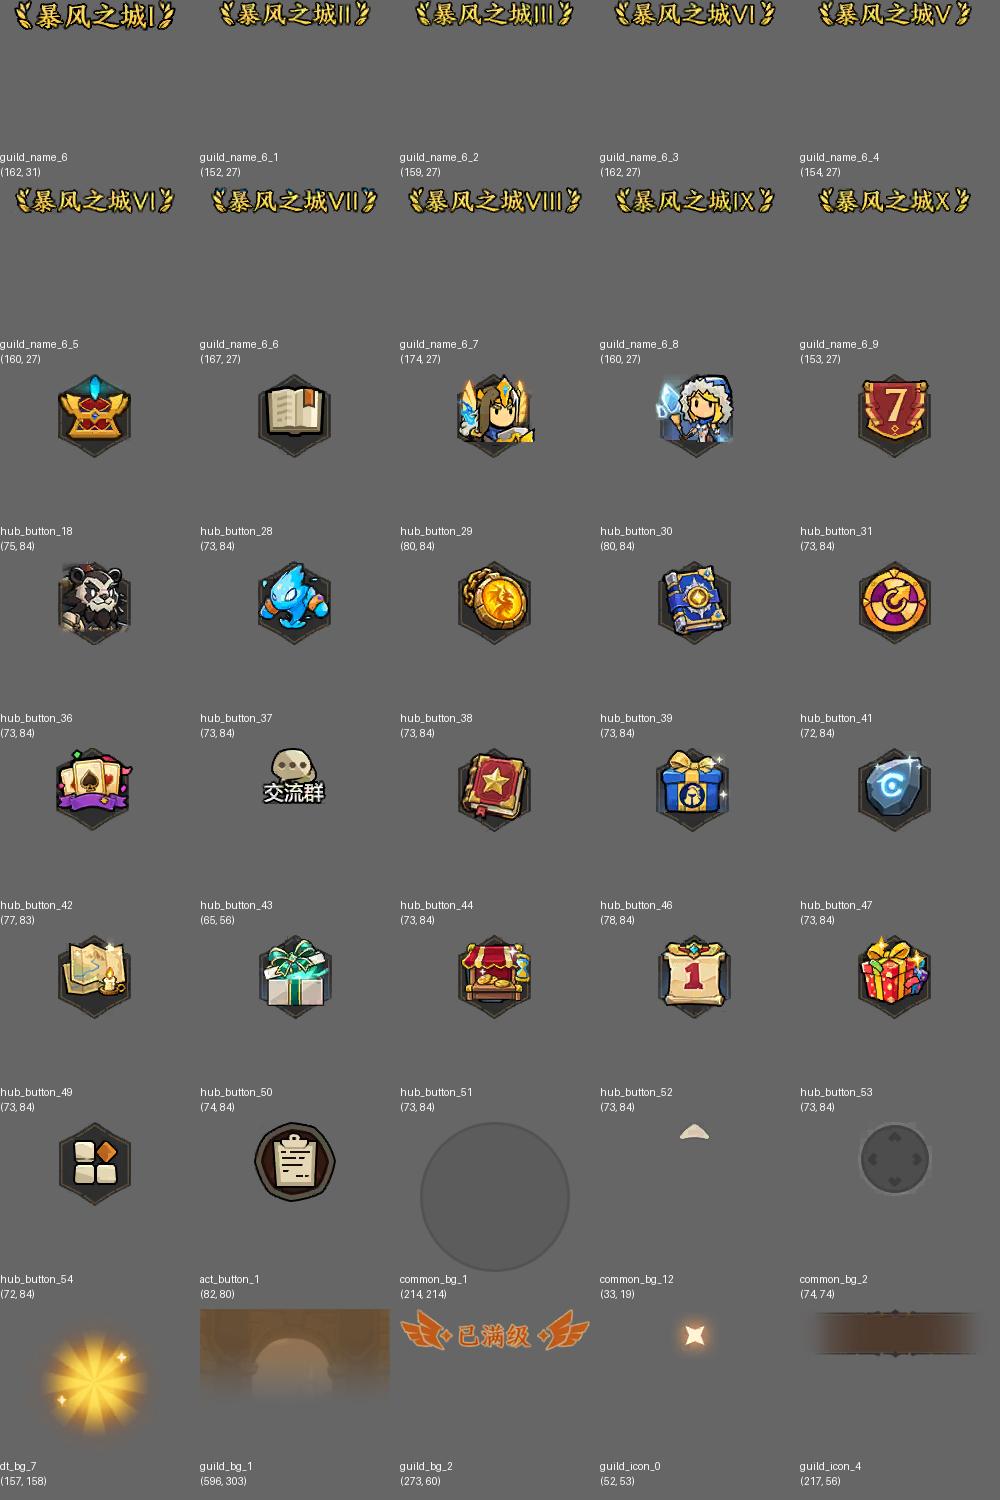 暴风之城I
暴风之城II
暴风之城III
暴风之城VI
暴风之城V
guild_name_6
guild_name_6_1
guild_name_6_2
guild_name_6_3
guild_name_6_4
(162, 31)
(152, 27)
(159, 27)
(162, 27)
(154, 27)
暴风之城VI
暴风之城VII
暴风之城VIII
暴风之城IX
暴风之城X
guild_name_6_5
guild_name_6_6
guild_name_6_7
guild_name_6_8
guild_name_6_9
(160, 27)
(167, 27)
(174, 27)
(160, 27)
(153, 27)
7
hub_button_18
hub_button_28
hub_button_29
hub_button_30
hub_button_31
(75, 84)
(73, 84)
(80, 84)
(80, 84)
(73, 84)
hub_button_36
hub_button_37
hub_button_38
hub_button_39
hub_button_41
(73, 84)
(73, 84)
(73, 84)
(73, 84)
(72, 84)
交流群
hub_button_42
hub_button_43
hub_button_44
hub_button_46
hub_button_47
(77, 83)
(65, 56)
(73, 84)
(78, 84)
(73, 84)
1
hub_button_49
hub_button_50
hub_button_51
hub_button_52
hub_button_53
(73, 84)
(74, 84)
(73, 84)
(73, 84)
(73, 84)
hub_button_54
act_button_1
common_bg_1
common_bg_12
common_bg_2
(72, 84)
(82, 80)
(214, 214)
(33, 19)
(74, 74)
已满级
dt_bg_7
guild_bg_1
guild_bg_2
guild_icon_0
guild_icon_4
(157, 158)
(596, 303)
(273, 60)
(52, 53)
(217, 56)